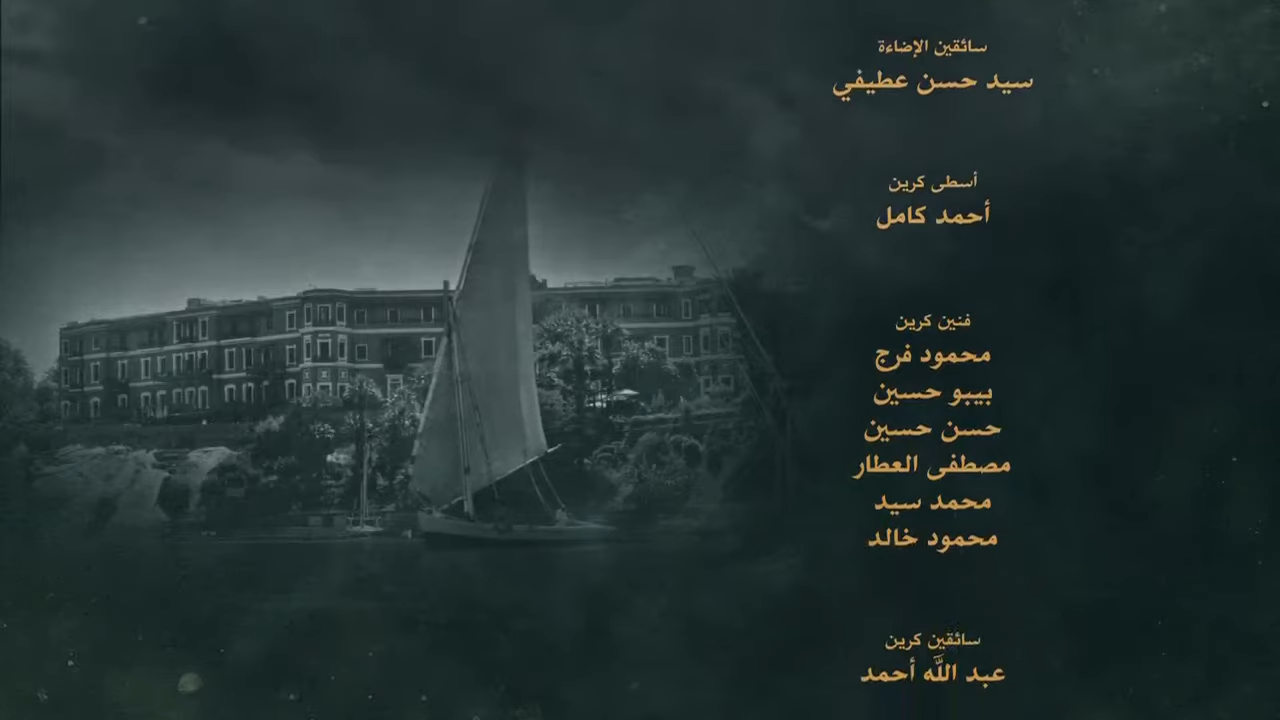 سائقين الإضاءة
سيد حسن عطيفي
أسطى كرين
أحمد كامل
فنين كرين
محمود فرج
بيبو حسين
حسن حسين
مصطفى العطار
محمد سيد
محمود خالد
سائقين كرين
عبد الله أحمد